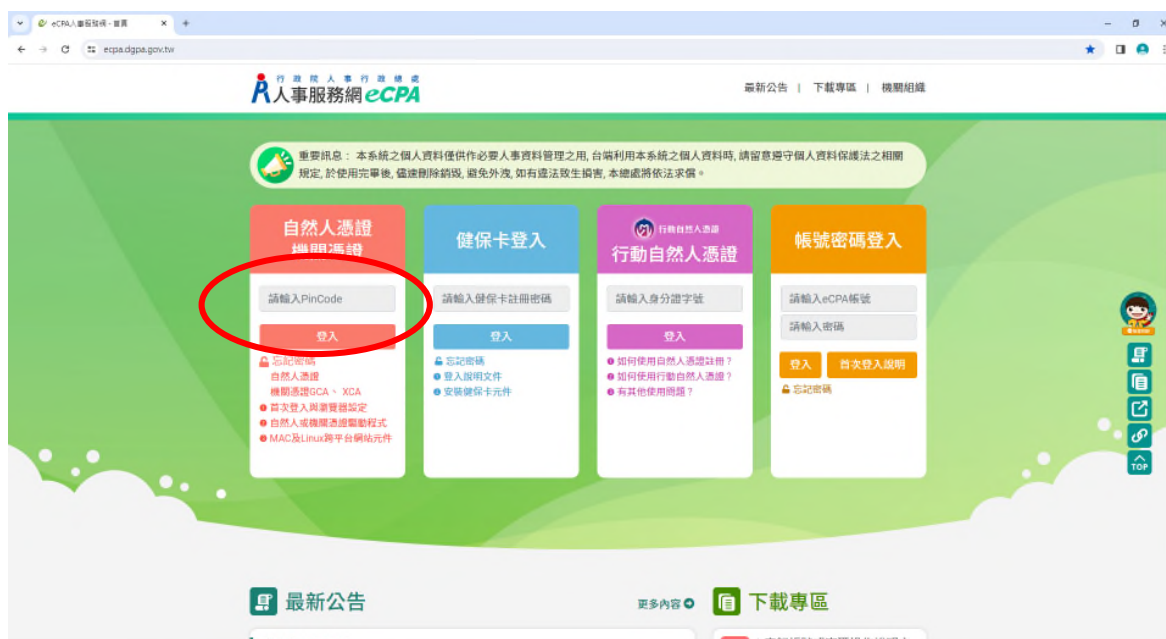 eCPA人事服務網 - 首頁
ecpa.dgpa.gov.tw
行政院人事行政總處
人事服務網 eCPA
最新公告 | 下載專區 | 機關組織
重要訊息： 本系統之個人資料僅供作必要人事資料管理之用, 台端利用本系統之個人資料時, 請留意遵守個人資料保護法之相關
規定, 於使用完畢後, 儘速刪除銷毀, 避免外洩, 如有違法致生損害, 本總處將依法求償。
自然人憑證
機關憑證
請輸入PinCode
登入
忘記密碼
自然人憑證
機關憑證GCA、XCA
首次登入與瀏覽器設定
自然人或機關憑證驅動程式
MAC及Linux跨平台網站元件
健保卡登入
請輸入健保卡註冊密碼
登入
忘記密碼
登入說明文件
安裝健保卡元件
行動自然人憑證
行動自然人憑證
請輸入身分證字號
登入
如何使用自然人憑證註冊？
如何使用行動自然人憑證？
有其他使用問題？
帳號密碼登入
請輸入eCPA帳號
請輸入密碼
登入 首次登入說明
忘記密碼
TOP
最新公告
更多內容
下載專區